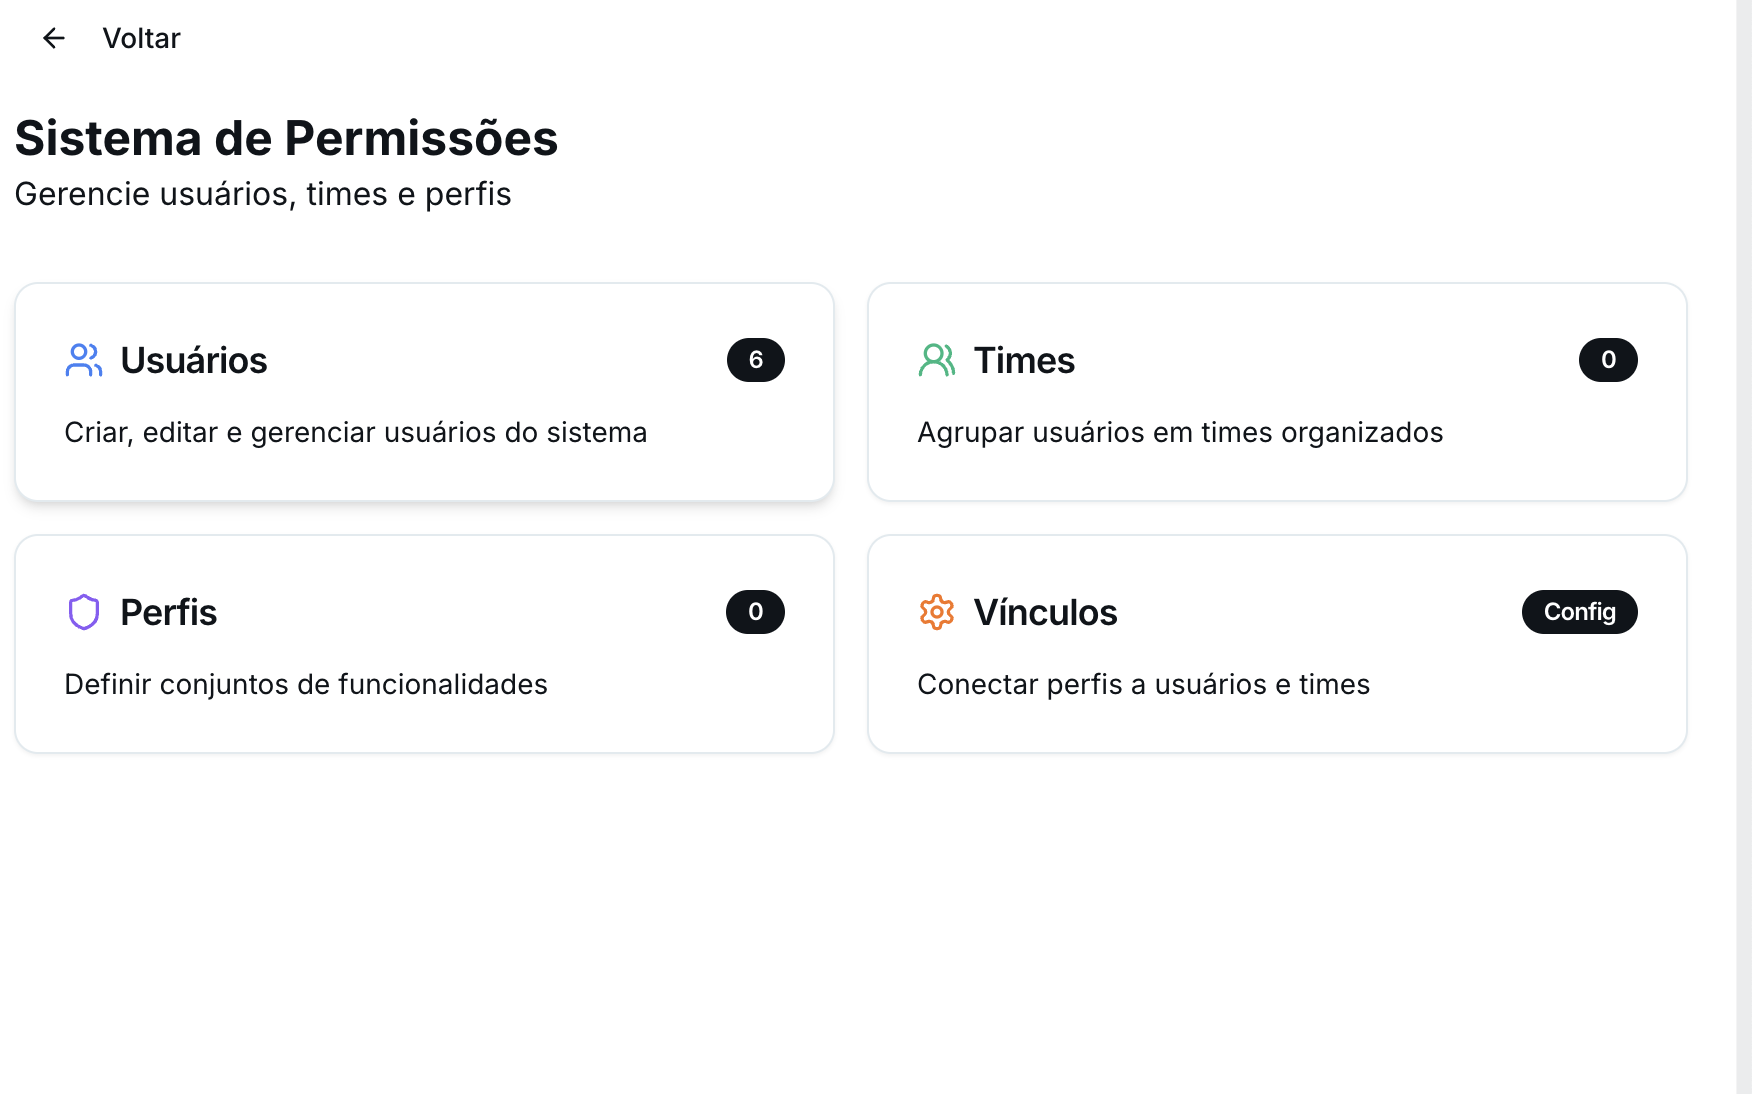 Voltar
Sistema de Permissões
Gerencie usuários, times e perfis
Usuários
6
Criar, editar e gerenciar usuários do sistema
Times
0
Agrupar usuários em times organizados
Perfis
0
Definir conjuntos de funcionalidades
Vínculos
Config
Conectar perfis a usuários e times